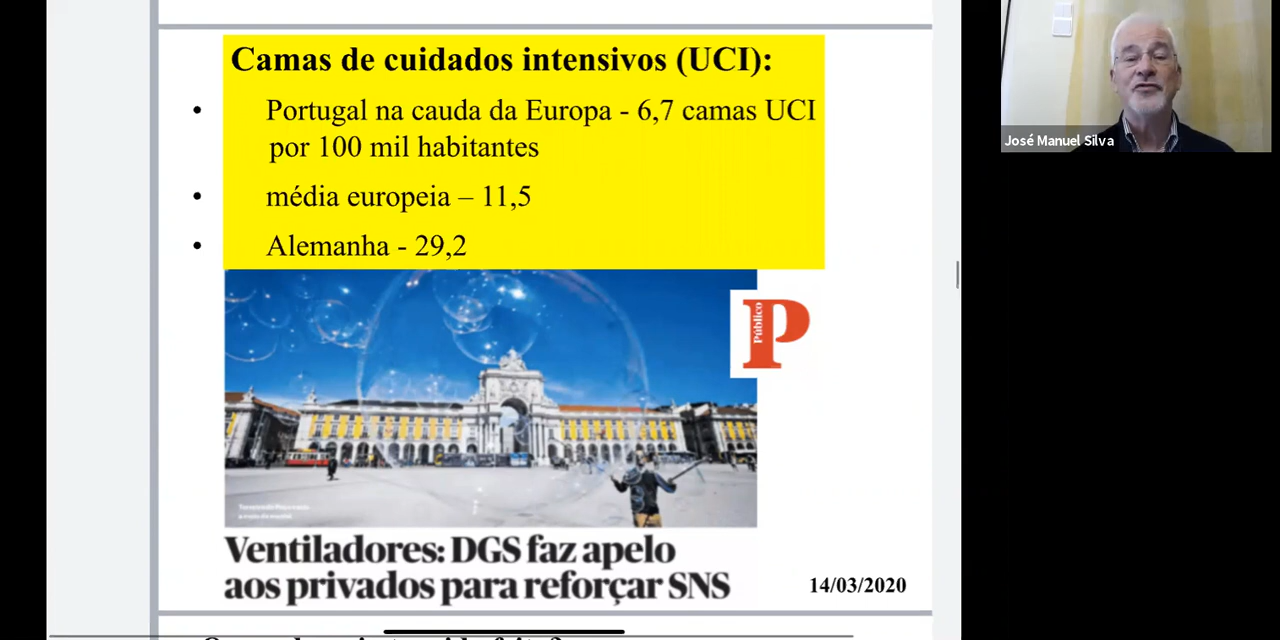 Camas de cuidados intensivos (UCI):
• Portugal na cauda da Europa - 6,7 camas UCI
por 100 mil habitantes
• média europeia – 11,5
• Alemanha - 29,2
Público
P
Ventiladores: DGS faz apelo
aos privados para reforçar SNS
14/03/2020
José Manuel Silva